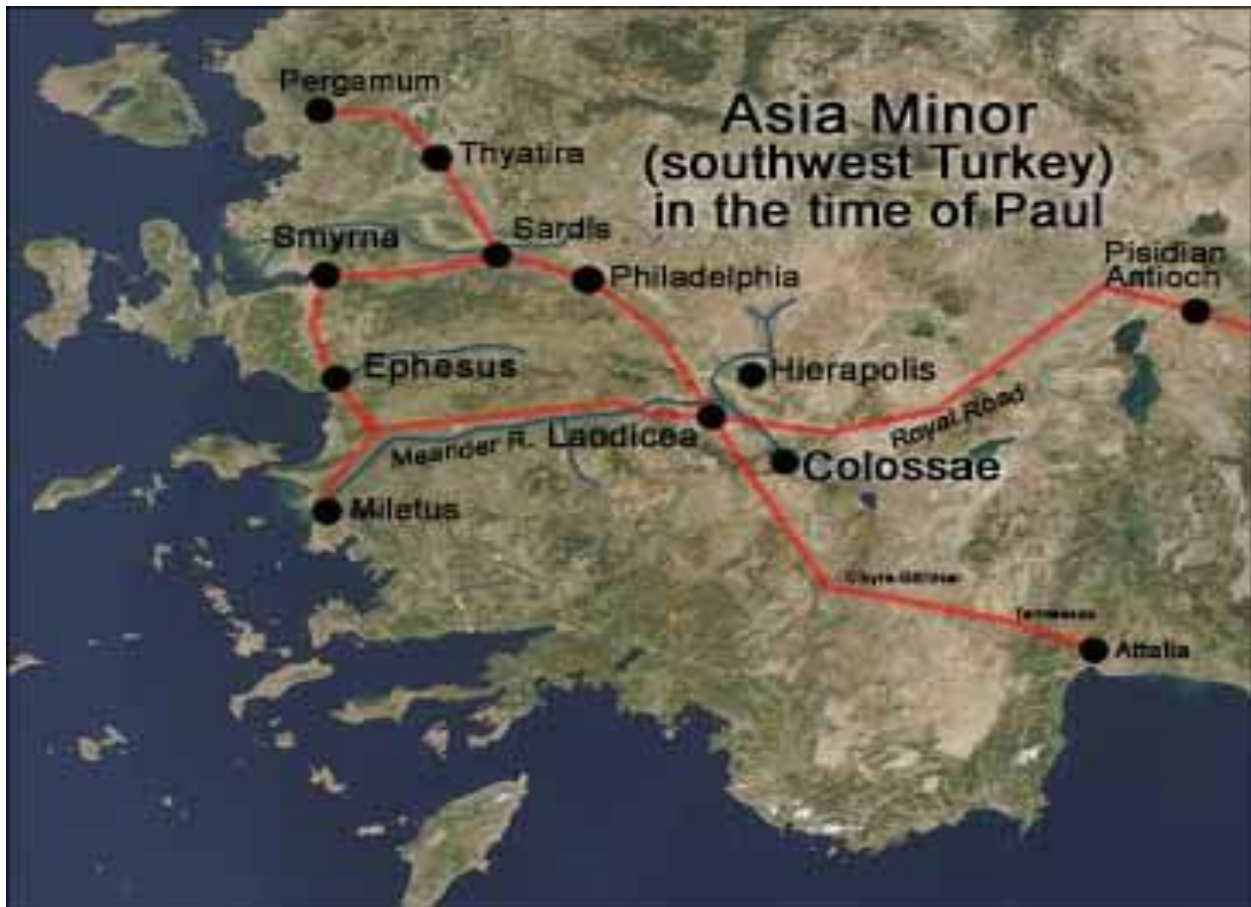 Pergamum
Asia Minor
(southwest Turkey)
in the time of Paul
Thyatira
Smyrna
Sardis
Philadelphia
Pisidian
Antioch
Ephesus
Hierapolis
Royal Road
Meander R.
Laodicea
Colossae
Miletus
Attalia